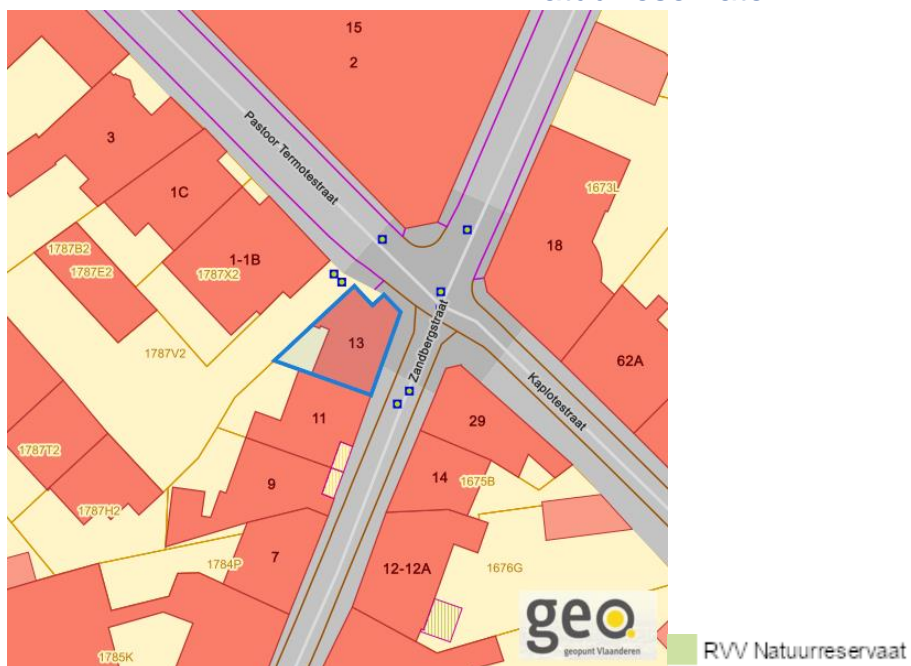 15
2
Pastoor Termotestraat
3
1C
1673L
18
1787B2
1787E2
1-1B
1787X2
1787V2
13
Zandbergstraat
62A
Kaplotestraat
11
29
1787T2
9
14
1675B
1787H2
7
1784P
12-12A
1676G
geo
geopunt Vlaanderen
1785K
RVV Natuurreservaat